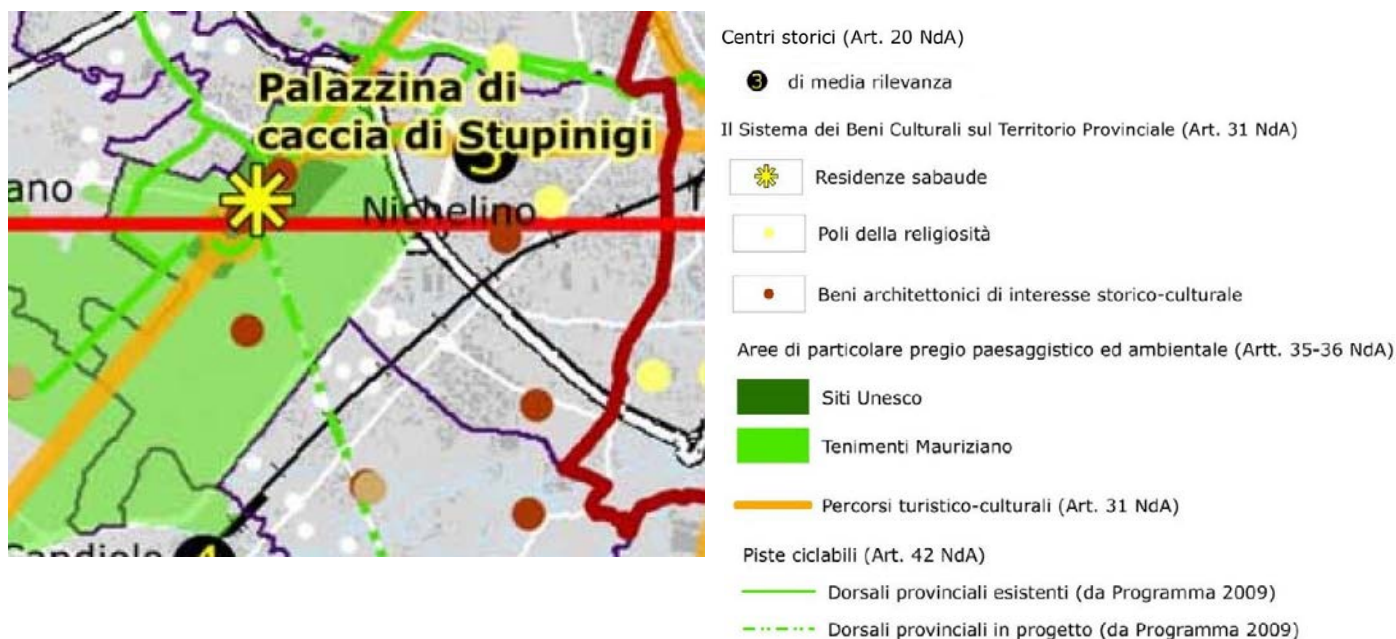 Palazzina di
caccia di Stupinigi
3
ano
Nichelino
4
Centri storici (Art. 20 NdA)
3 di media rilevanza
Il Sistema dei Beni Culturali sul Territorio Provinciale (Art. 31 NdA)
Residenze sabaude
Poli della religiosità
Beni architettonici di interesse storico-culturale
Aree di particolare pregio paesaggistico ed ambientale (Artt. 35-36 NdA)
Siti Unesco
Tenimenti Mauriziano
Percorsi turistico-culturali (Art. 31 NdA)
Piste ciclabili (Art. 42 NdA)
Dorsali provinciali esistenti (da Programma 2009)
Dorsali provinciali in progetto (da Programma 2009)